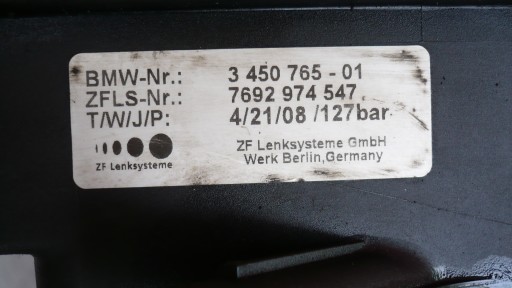 BMW-Nr.: 3 450 765 - 01
ZFLS-Nr.: 7692 974 547
T/W/J/P: 4/21/08 /127bar
ZF Lenksysteme
ZF Lenksysteme GmbH
Werk Berlin,Germany